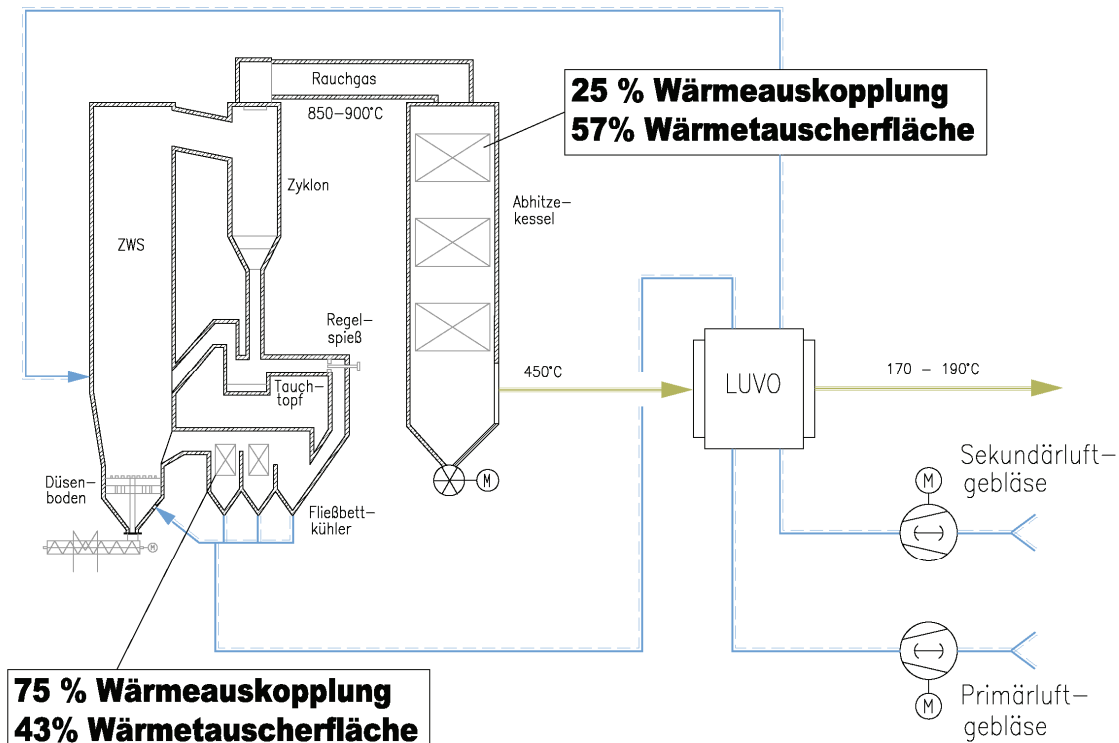 Rauchgas
850-900°C
25 % Wärmeauskopplung
57% Wärmetauscherfläche
Zyklon
Abhitze-
kessel
ZWS
Regel-
spieß
450°C
170 - 190°C
LUVO
Tauch-
topf
Sekundärluft-
gebläse
M
M
Düsen-
boden
Fließbett-
kühler
M
M
Primärluft-
gebläse
75 % Wärmeauskopplung
43% Wärmetauscherfläche